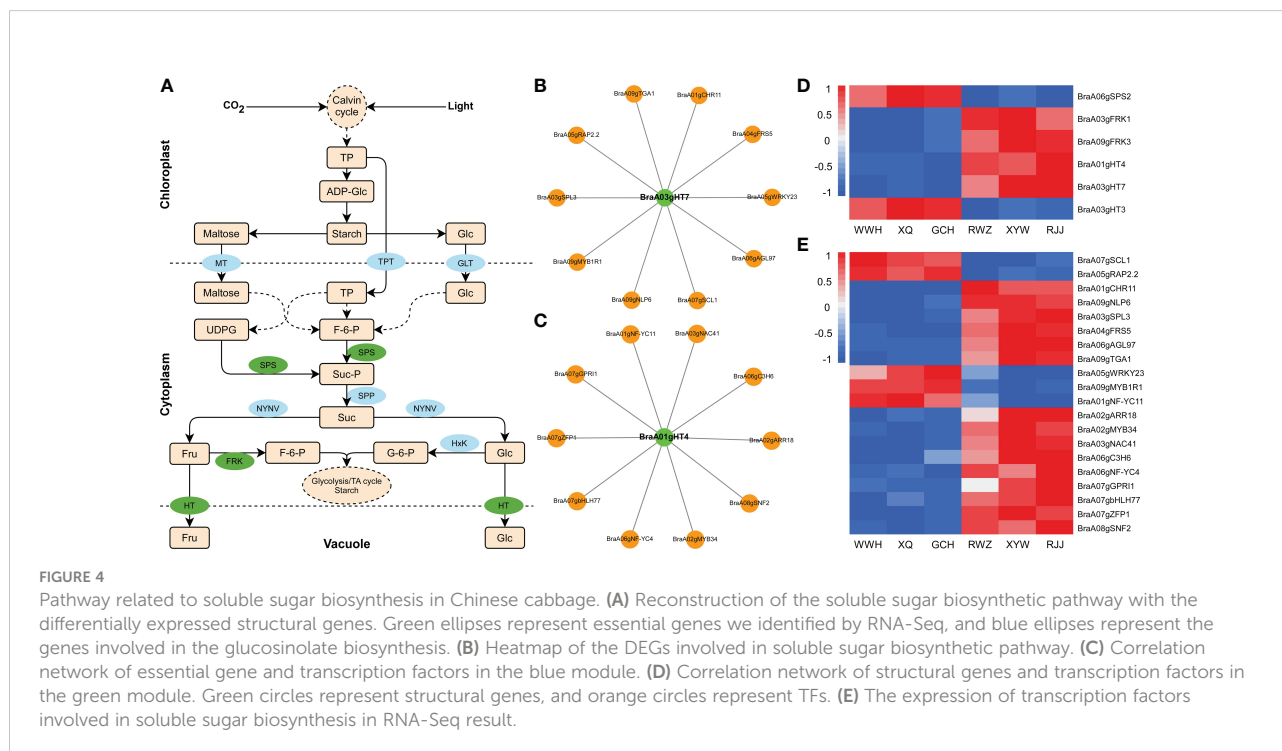 A
CO2
Calvin
cycle
Light
Chloroplast
TP
ADP-Glc
Maltose
Starch
Glc
MT
TPT
GLT
Maltose
TP
Glc
UDPG
F-6-P
SPS
SPS
Suc-P
Cytoplasm
SPP
NYNV
Suc
NYNV
Fru
FRK
F-6-P
G-6-P
HxK
Glc
Glycolysis/TA cycle
Starch
HT
HT
Fru
Vacuole
Glc
B
BraA09gTGA1
BraA01gCHR11
BraA05gRAP2.2
BraA04gFRS5
BraA03gSPL3
BraA03gHT7
BraA05gWRKY23
BraA09gMYB1R1
BraA06gAGL97
BraA09gNLP6
BraA07gSCL1
C
BraA01gNF-YC11
BraA03gNAC41
BraA07gGPRI1
BraA06gC3H6
BraA07gZFP1
BraA01gHT4
BraA02gARR18
BraA07gbHLH77
BraA08gSNF2
BraA06gNF-YC4
BraA02gMYB34
D
1
0.5
0
-0.5
-1
BraA06gSPS2
BraA03gFRK1
BraA09gFRK3
BraA01gHT4
BraA03gHT7
BraA03gHT3
WWH XQ GCH RWZ XYW RJJ
E
1
0.5
0
-0.5
-1
BraA07gSCL1
BraA05gRAP2.2
BraA01gCHR11
BraA09gNLP6
BraA03gSPL3
BraA04gFRS5
BraA06gAGL97
BraA09gTGA1
BraA05gWRKY23
BraA09gMYB1R1
BraA01gNF-YC11
BraA02gARR18
BraA02gMYB34
BraA03gNAC41
BraA06gC3H6
BraA06gNF-YC4
BraA07gGPRI1
BraA07gbHLH77
BraA07gZFP1
BraA08gSNF2
WWH XQ GCH RWZ XYW RJJ
FIGURE 4
Pathway related to soluble sugar biosynthesis in Chinese cabbage. (A) Reconstruction of the soluble sugar biosynthetic pathway with the
differentially expressed structural genes. Green ellipses represent essential genes we identified by RNA-Seq, and blue ellipses represent the
genes involved in the glucosinolate biosynthesis. (B) Heatmap of the DEGs involved in soluble sugar biosynthetic pathway. (C) Correlation
network of essential gene and transcription factors in the blue module. (D) Correlation network of structural genes and transcription factors in
the green module. Green circles represent structural genes, and orange circles represent TFs. (E) The expression of transcription factors
involved in soluble sugar biosynthesis in RNA-Seq result.